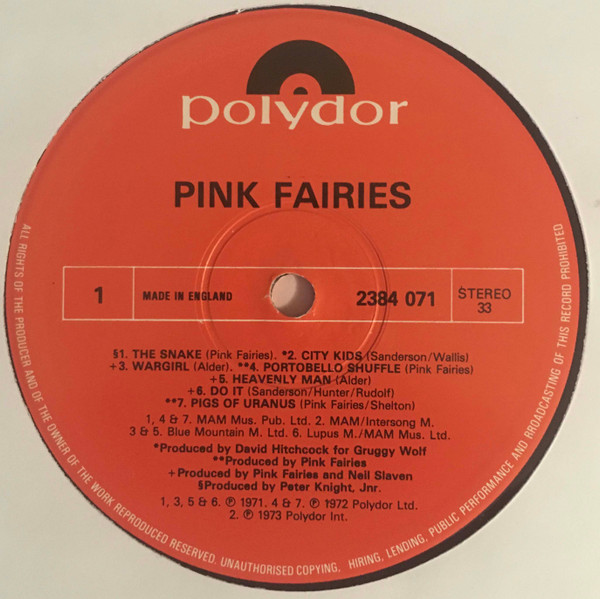 polydor
PINK FAIRIES
1
MADE IN ENGLAND
2384 071
STEREO
33
§1. THE SNAKE (Pink Fairies). *2. CITY KIDS (Sanderson/Wallis)
+3. WARGIRL (Alder). **4. PORTOBELLO SHUFFLE (Pink Fairies)
+5. HEAVENLY MAN (Alder)
+6. DO IT (Sanderson/Hunter/Rudolf)
**7. PIGS OF URANUS (Pink Fairies/Shelton)
1, 4 & 7. MAM Mus. Pub. Ltd. 2. MAM/Intersong M.
3 & 5. Blue Mountain M. Ltd. 6. Lupus M./MAM Mus. Ltd.
*Produced by David Hitchcock for Gruggy Wolf
**Produced by Pink Fairies
+Produced by Pink Fairies and Neil Slaven
§Produced by Peter Knight, Jnr.
1, 3, 5 & 6. ℗ 1971. 4 & 7. ℗ 1972 Polydor Ltd.
2. ℗ 1973 Polydor Int.
ALL RIGHTS OF THE PRODUCER AND OF THE OWNER OF THE WORK REPRODUCED RESERVED. UNAUTHORISED COPYING, HIRING, LENDING, PUBLIC PERFORMANCE AND BROADCASTING OF THIS RECORD PROHIBITED